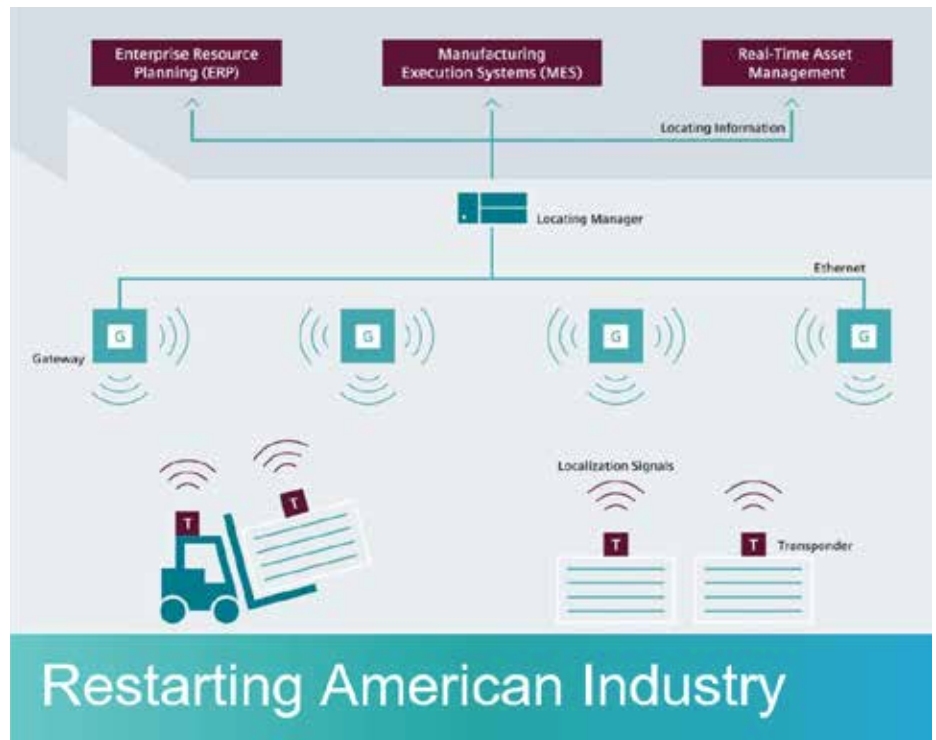 Enterprise Resource
Planning (ERP)
Manufacturing
Execution Systems (MES)
Real-Time Asset
Management
Locating Information
Locating Manager
Ethernet
G
G
G
G
Gateway
Localization Signals
T
T
T
T
Transponder
Restarting American Industry